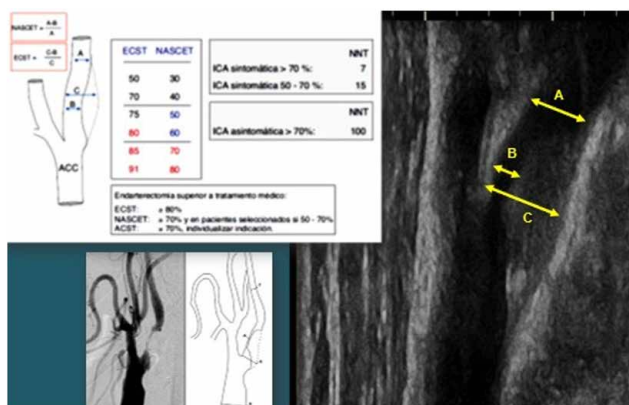 NASCET = A-B
A
ECST = C-B
C
A
C
B
ACC
ECST NASCET
50 30
70 40
75 50
80 60
85 70
91 80
NNT
ICA sintomática > 70 %: 7
ICA sintomática 50 - 70 %: 15
NNT
ICA asintomática > 70%: 100
Endarterectomia superior a tratamiento médico:
ECST: = 80%
NASCET: = 70% y en pacientes seleccionados si 50 - 70%
ACST: = 70%, individualizar indicación.
A
B
C